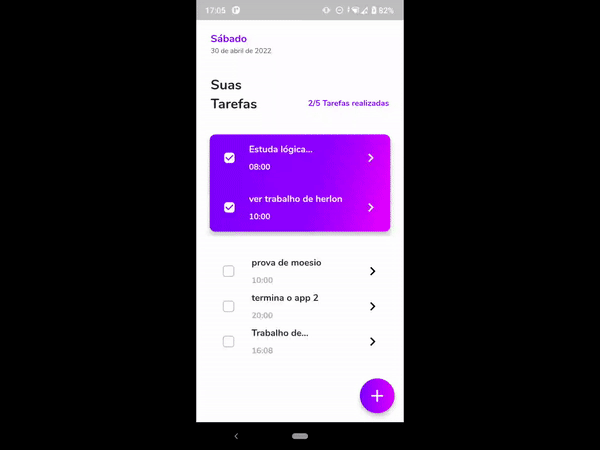 17:05
82%
Sábado
30 de abril de 2022
Suas
Tarefas
2/5 Tarefas realizadas
Estuda lógica...
08:00
ver trabalho de herlon
10:00
prova de moesio
10:00
termina o app 2
20:00
Trabalho de...
16:08